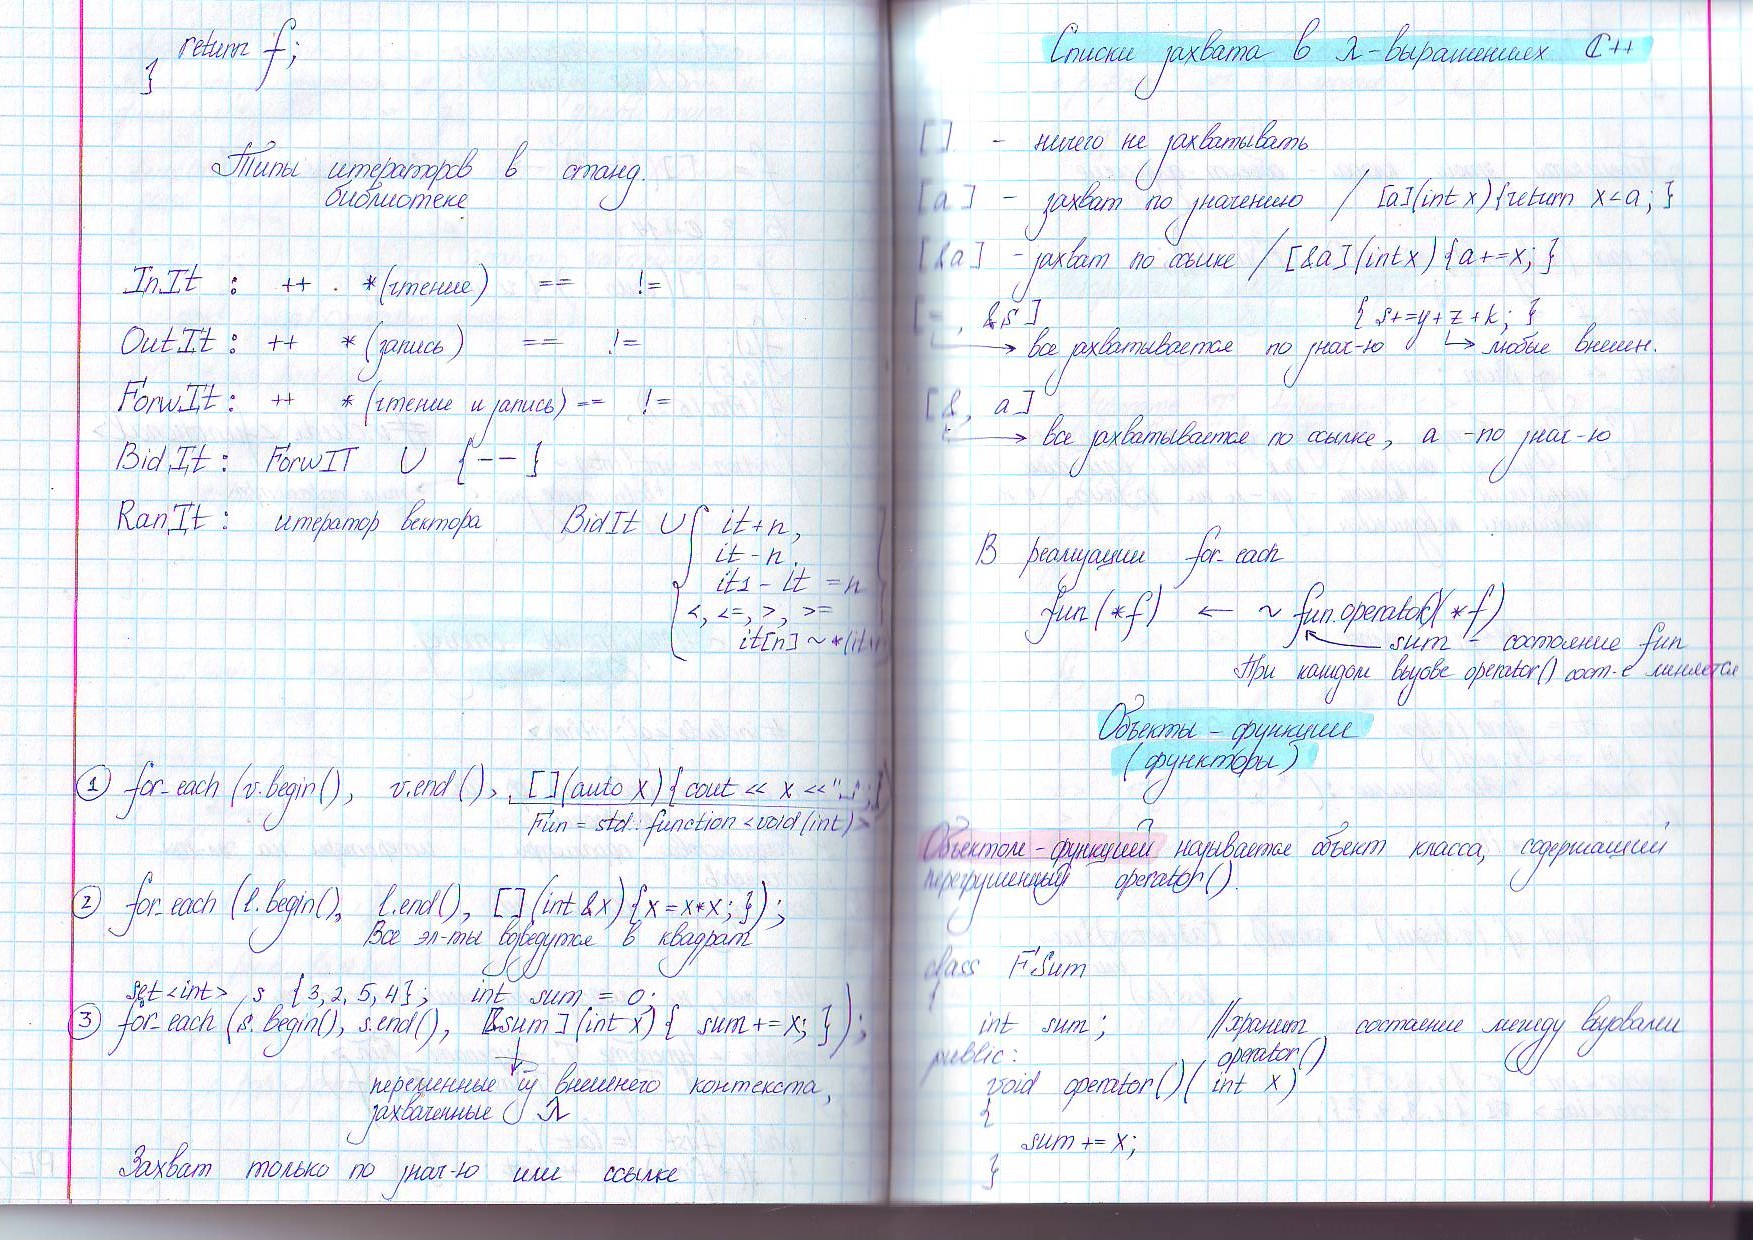 return f;
}
Типы итераторов в станд.
библиотеке
InIt : ++ . *(чтение) == !=
OutIt : ++ *(запись) == !=
ForwIt : ++ *(чтение и запись) == !=
BidIt : ForwIT ∪ {--}
RanIt : итератор вектора BidIt ∪ { it+n,
it-n,
it1 - it = n
<, <=, >, >=
it[n] ~ *(it+n
① for_each (v.begin(), v.end(), [](auto x){cout << x <<" ";}
Fun = std::function<void(int)>
② for_each (l.begin(), l.end(), [](int &x){x=x*x; });
Все эл-ты возведутся в квадрат
set<int> s {3,2,5,4}; int sum = 0;
③ for_each (s.begin(), s.end(), [&sum](int x){ sum+=x; });
переменные из внешнего контекста,
захваченные λ
Захват только по знач-ю или ссылке
Списки захвата в λ-выражениях C++
[] - ничего не захватывать
[a] - захват по значению / [a](int x){return x<a; }
[&a] - захват по ссылке / [&a](int x){a+=x; }
[=, &s] { s+=y+z+k; }
→ все захватывается по знач-ю ↳ любые внешн.
[&, a]
→ все захватывается по ссылке, а -по знач-ю
В реализации for_each
fun(*f) ← ~ fun.operator()(*f)
sum - состояние fun
При каждом вызове operator() сост-е меняется
Объекты - функции
(функторы)
Объектом-функцией называется объект класса, содержащий
перегруженный operator().
class FSum
{
int sum; //хранит состояние между вызовами
public: operator()
void operator()(int x)
{
sum += x;
}